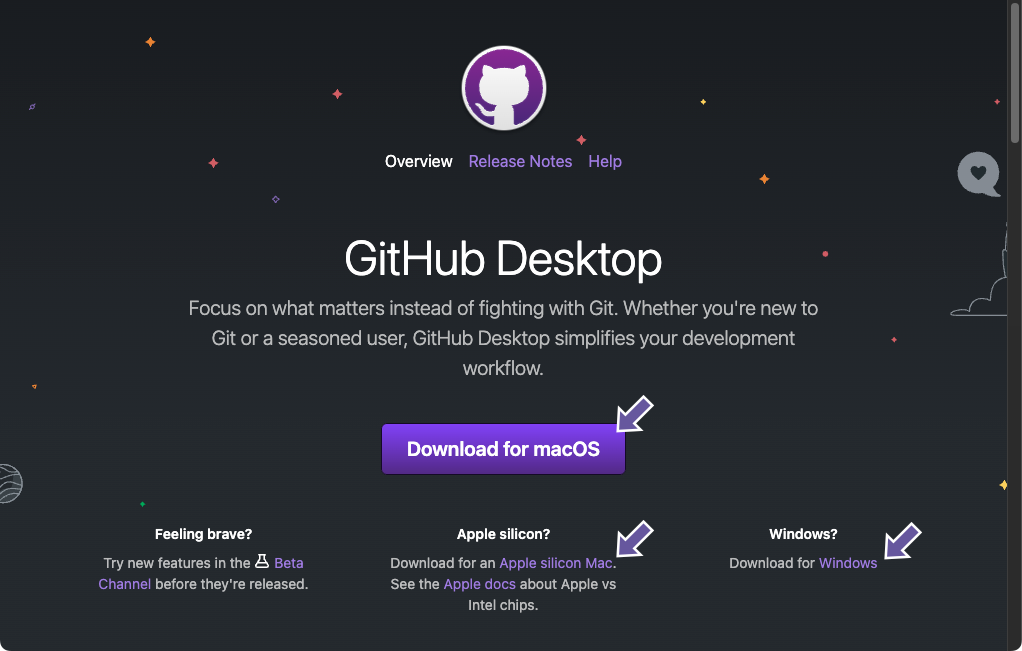 Overview Release Notes Help
GitHub Desktop
Focus on what matters instead of fighting with Git. Whether you're new to
Git or a seasoned user, GitHub Desktop simplifies your development
workflow.
Download for macOS
Feeling brave?
Try new features in the Beta
Channel before they're released.
Apple silicon?
Download for an Apple silicon Mac.
See the Apple docs about Apple vs
Intel chips.
Windows?
Download for Windows